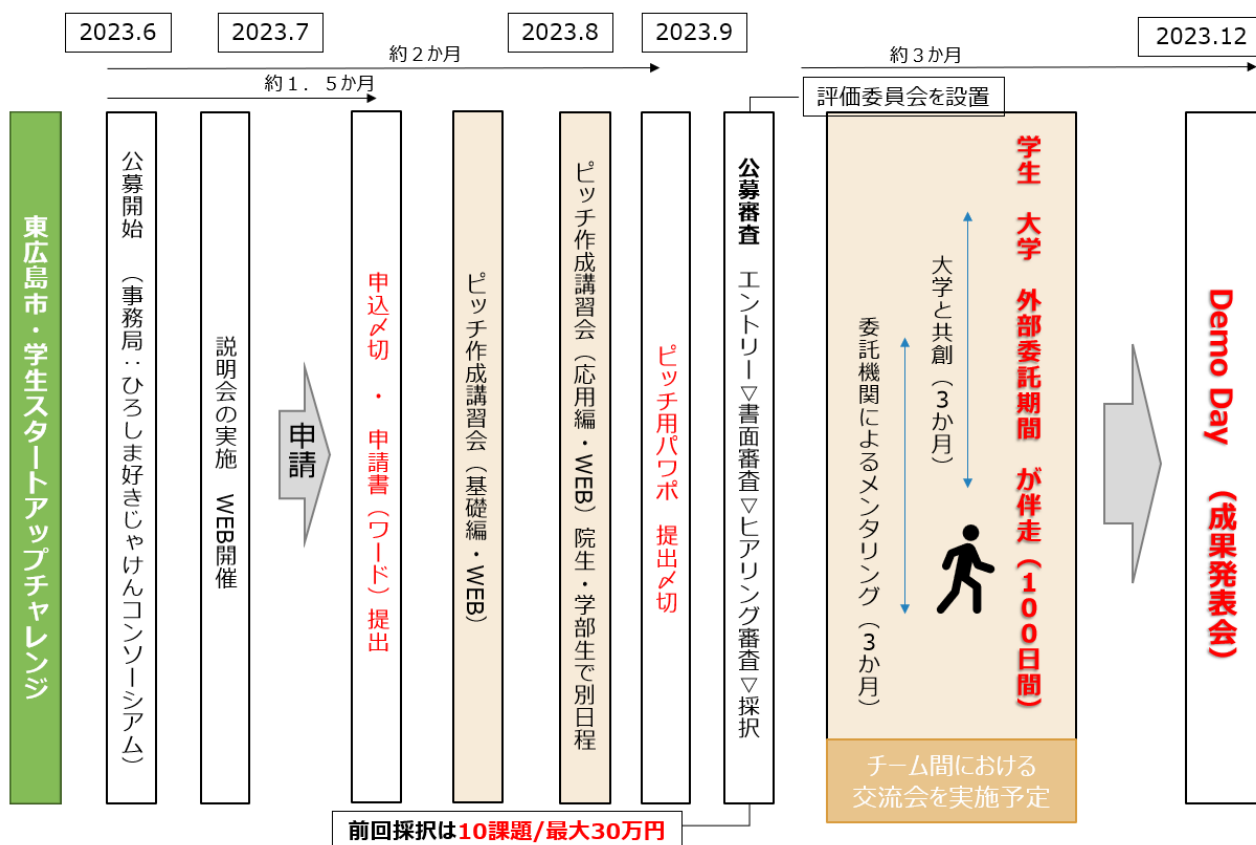 2023.6
2023.7
2023.8
2023.9
2023.12
約2か月
約1．5か月
約3か月
評価委員会を設置
東広島市・学生スタートアップチャレンジ
公募開始　（事務局：ひろしま好きじゃけんコンソーシアム）
説明会の実施　WEB開催
申請
申込〆切　・　申請書（ワード）提出
ピッチ作成講習会（基礎編・WEB）
ピッチ作成講習会（応用編・WEB）院生・学部生で別日程
ピッチ用パワポ　提出〆切
公募審査　エントリー▽書面審査▽ヒアリング審査▽採択
前回採択は10課題/最大30万円
学生　大学　外部委託期間　が伴走（100日間）
大学と共創（3か月）
委託機関によるメンタリング（3か月）
チーム間における
交流会を実施予定
Demo Day　（成果発表会）